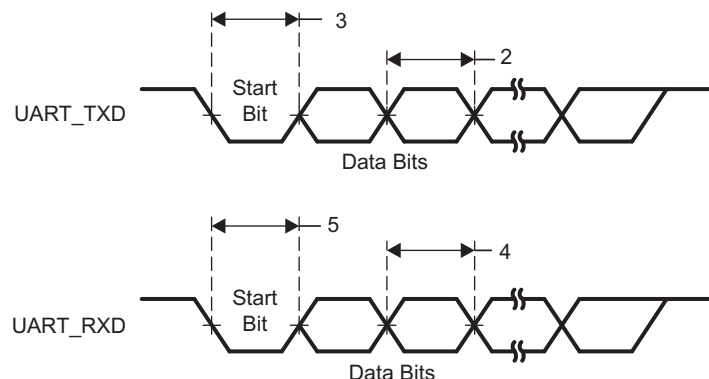 3
2
Start
Bit
UART_TXD
Data Bits
5
4
Start
Bit
UART_RXD
Data Bits